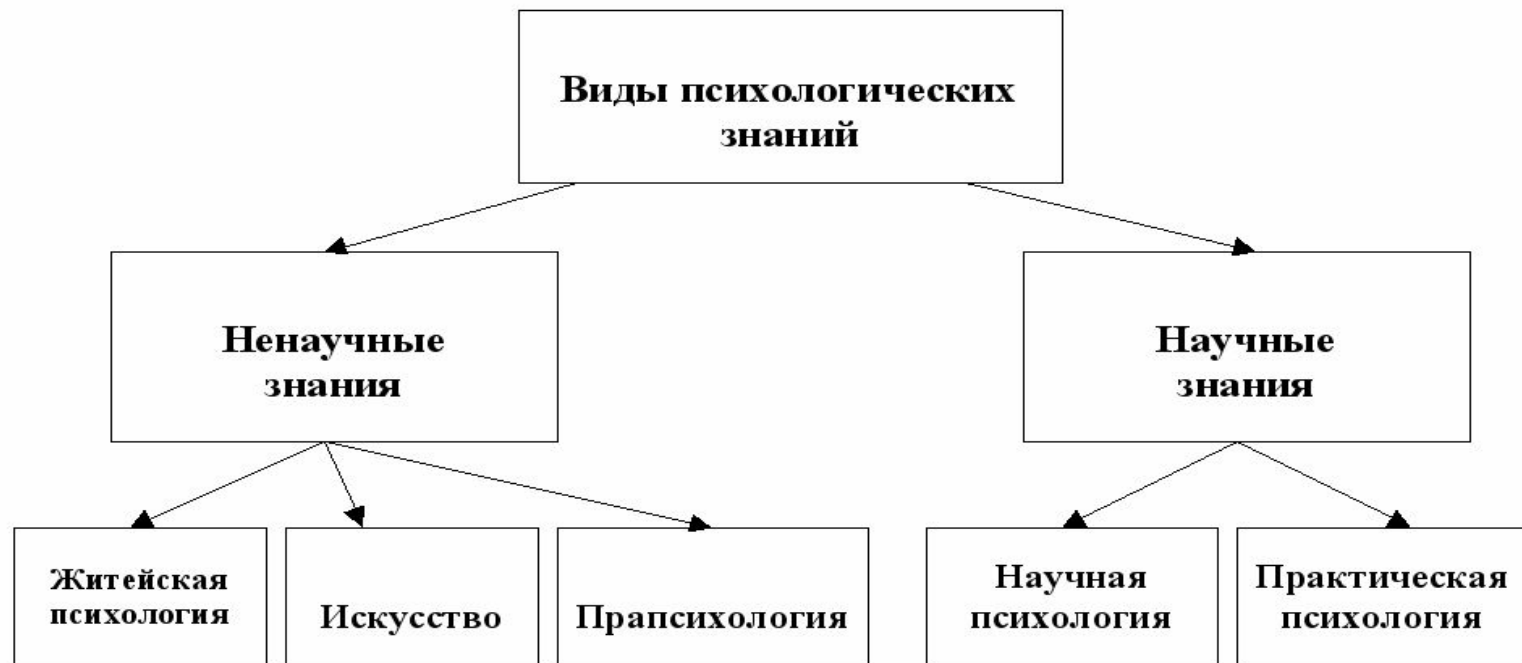 Виды психологических
знаний
Ненаучные
знания
Научные
знания
Житейская
психология
Искусство
Прапсихология
Научная
психология
Практическая
психология